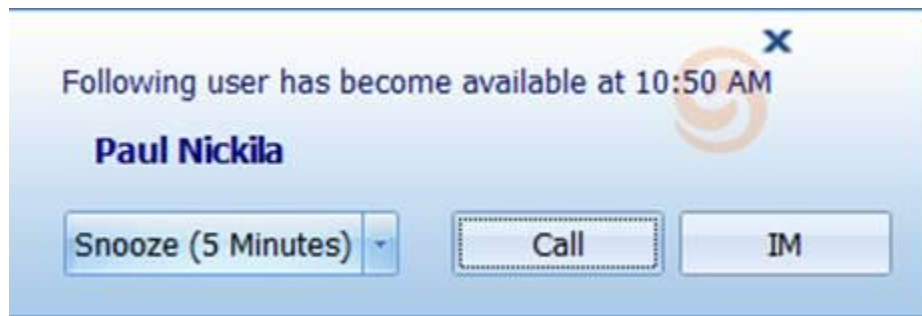 Following user has become available at 10:50 AM
Paul Nickila
Snooze (5 Minutes)
Call
IM